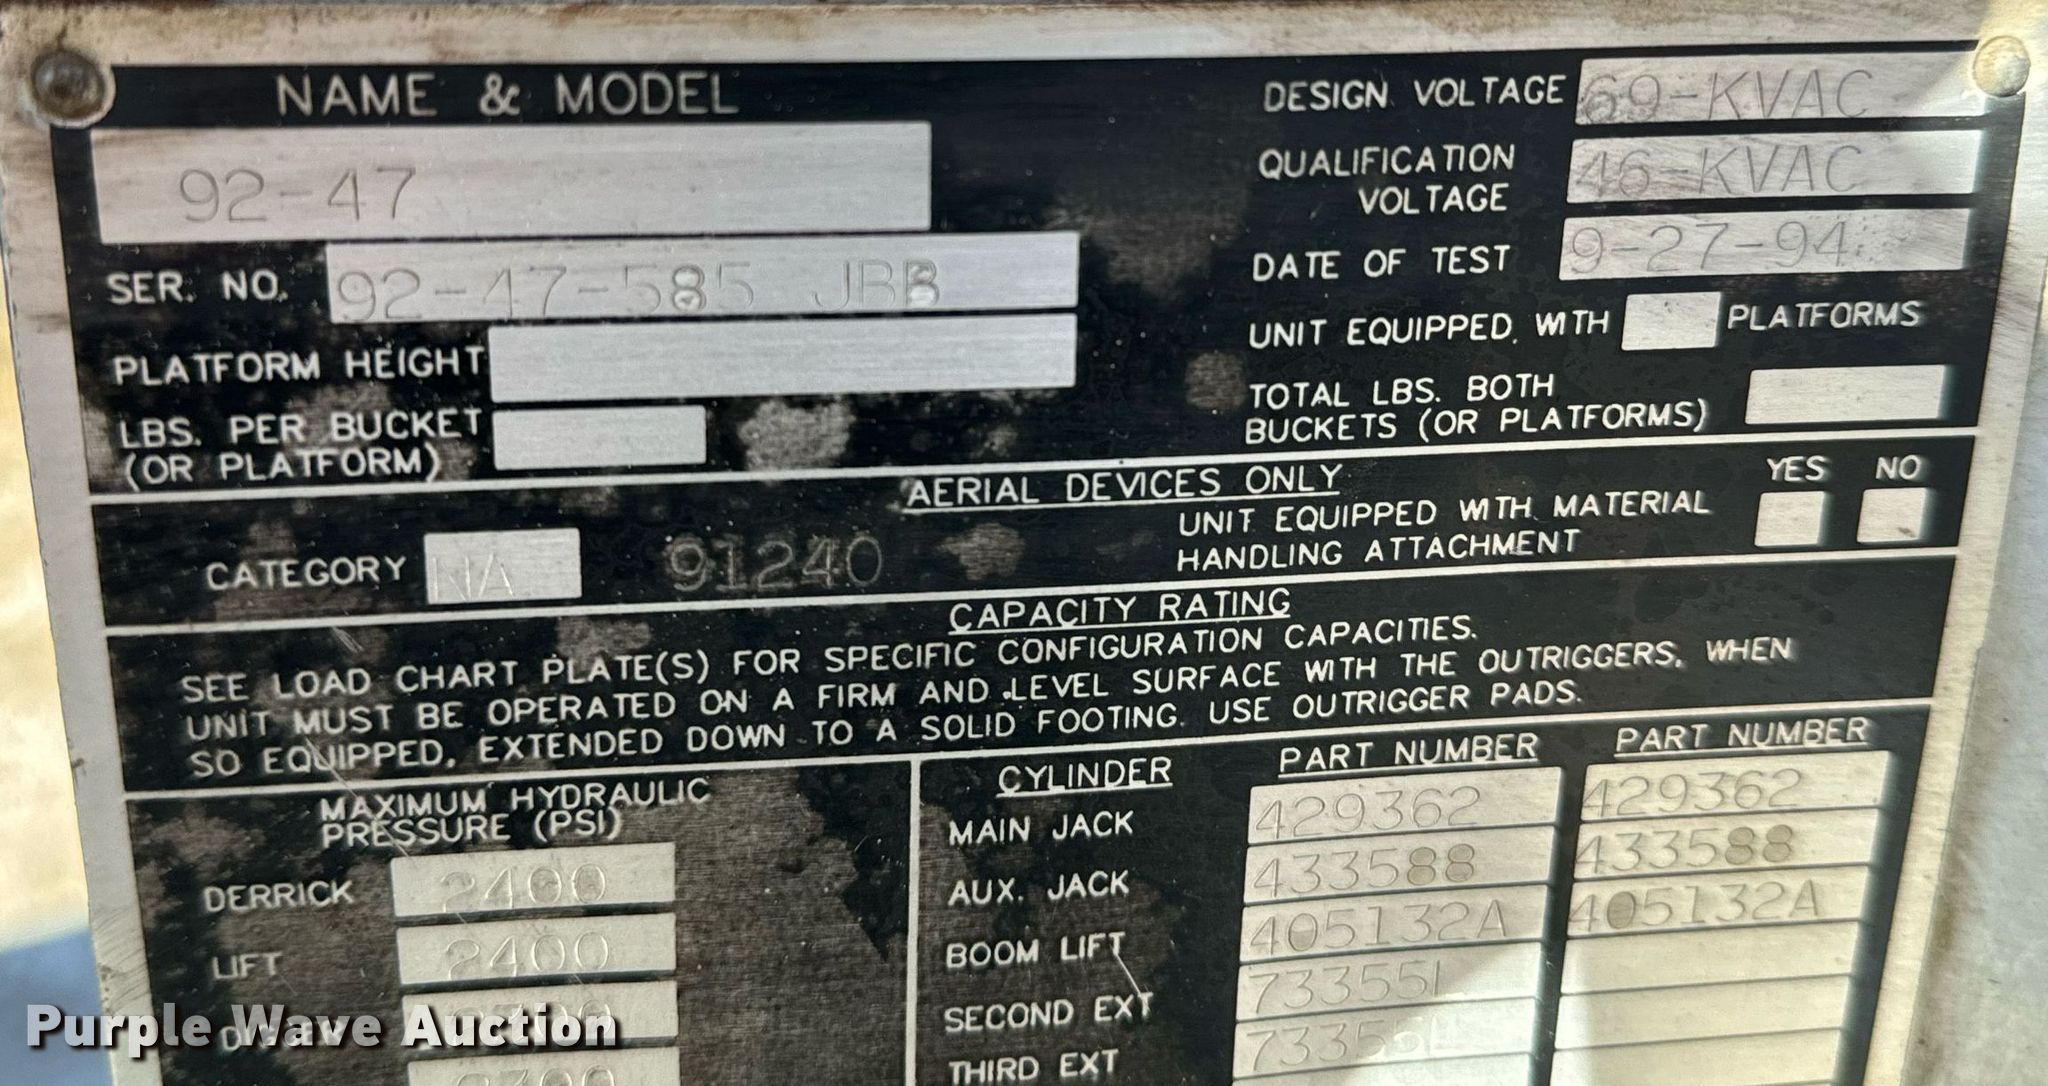 NAME & MODEL
92-47
SER. NO. 92-47-585 JBB
PLATFORM HEIGHT
LBS. PER BUCKET
(OR PLATFORM)
DESIGN VOLTAGE 69-KVAC
QUALIFICATION 46-KVAC
VOLTAGE
DATE OF TEST 9-27-94
UNIT EQUIPPED WITH PLATFORMS
TOTAL LBS. BOTH
BUCKETS (OR PLATFORMS)
AERIAL DEVICES ONLY
YES NO
UNIT EQUIPPED WITH MATERIAL
HANDLING ATTACHMENT
CATEGORY NA 91240
CAPACITY RATING
SEE LOAD CHART PLATE(S) FOR SPECIFIC CONFIGURATION CAPACITIES.
UNIT MUST BE OPERATED ON A FIRM AND LEVEL SURFACE WITH THE OUTRIGGERS, WHEN
SO EQUIPPED, EXTENDED DOWN TO A SOLID FOOTING. USE OUTRIGGER PADS.
MAXIMUM HYDRAULIC
PRESSURE (PSI)
DERRICK 2400
LIFT 2400
CYLINDER PART NUMBER PART NUMBER
MAIN JACK 429362 429362
AUX. JACK 433588 433588
BOOM LIFT 405132A 405132A
SECOND EXT 733551
THIRD EXT 733551
Purple Wave Auction